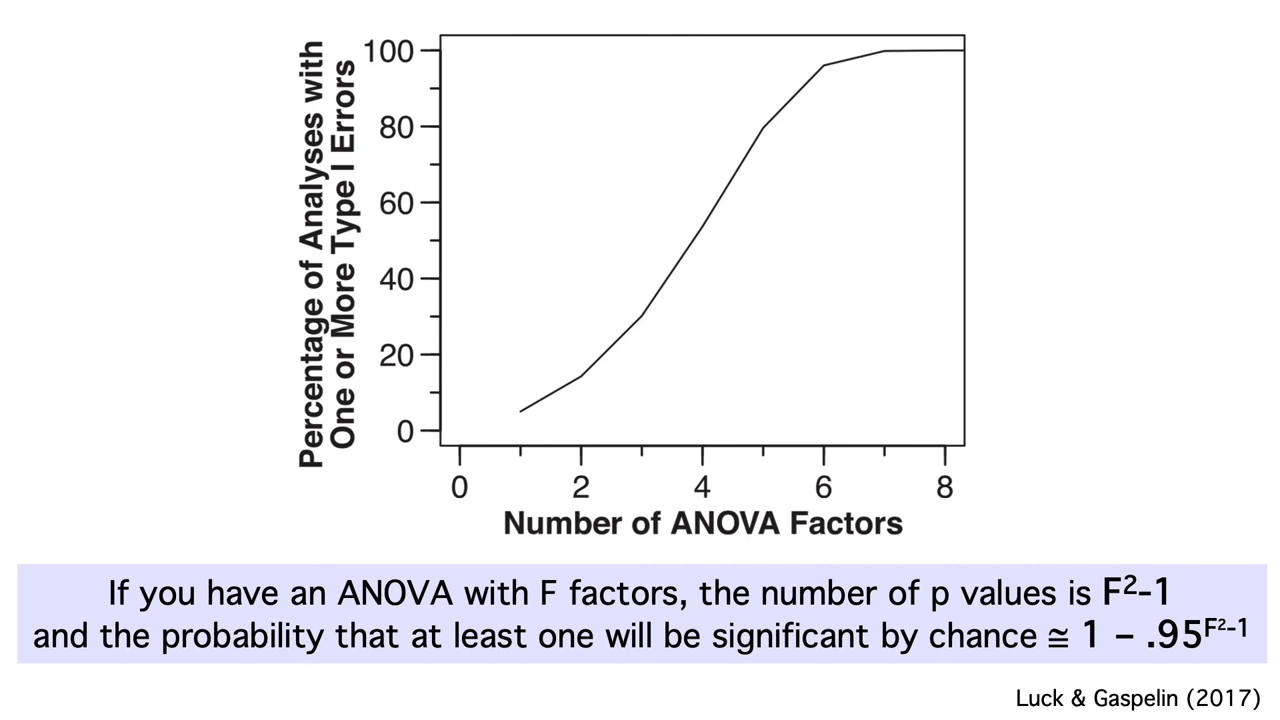 Percentage of Analyses with
One or More Type I Errors
100
80
60
40
20
0
0 2 4 6 8
Number of ANOVA Factors
If you have an ANOVA with F factors, the number of p values is F²-1
and the probability that at least one will be significant by chance ≅ 1 – .95^F²-1
Luck & Gaspelin (2017)